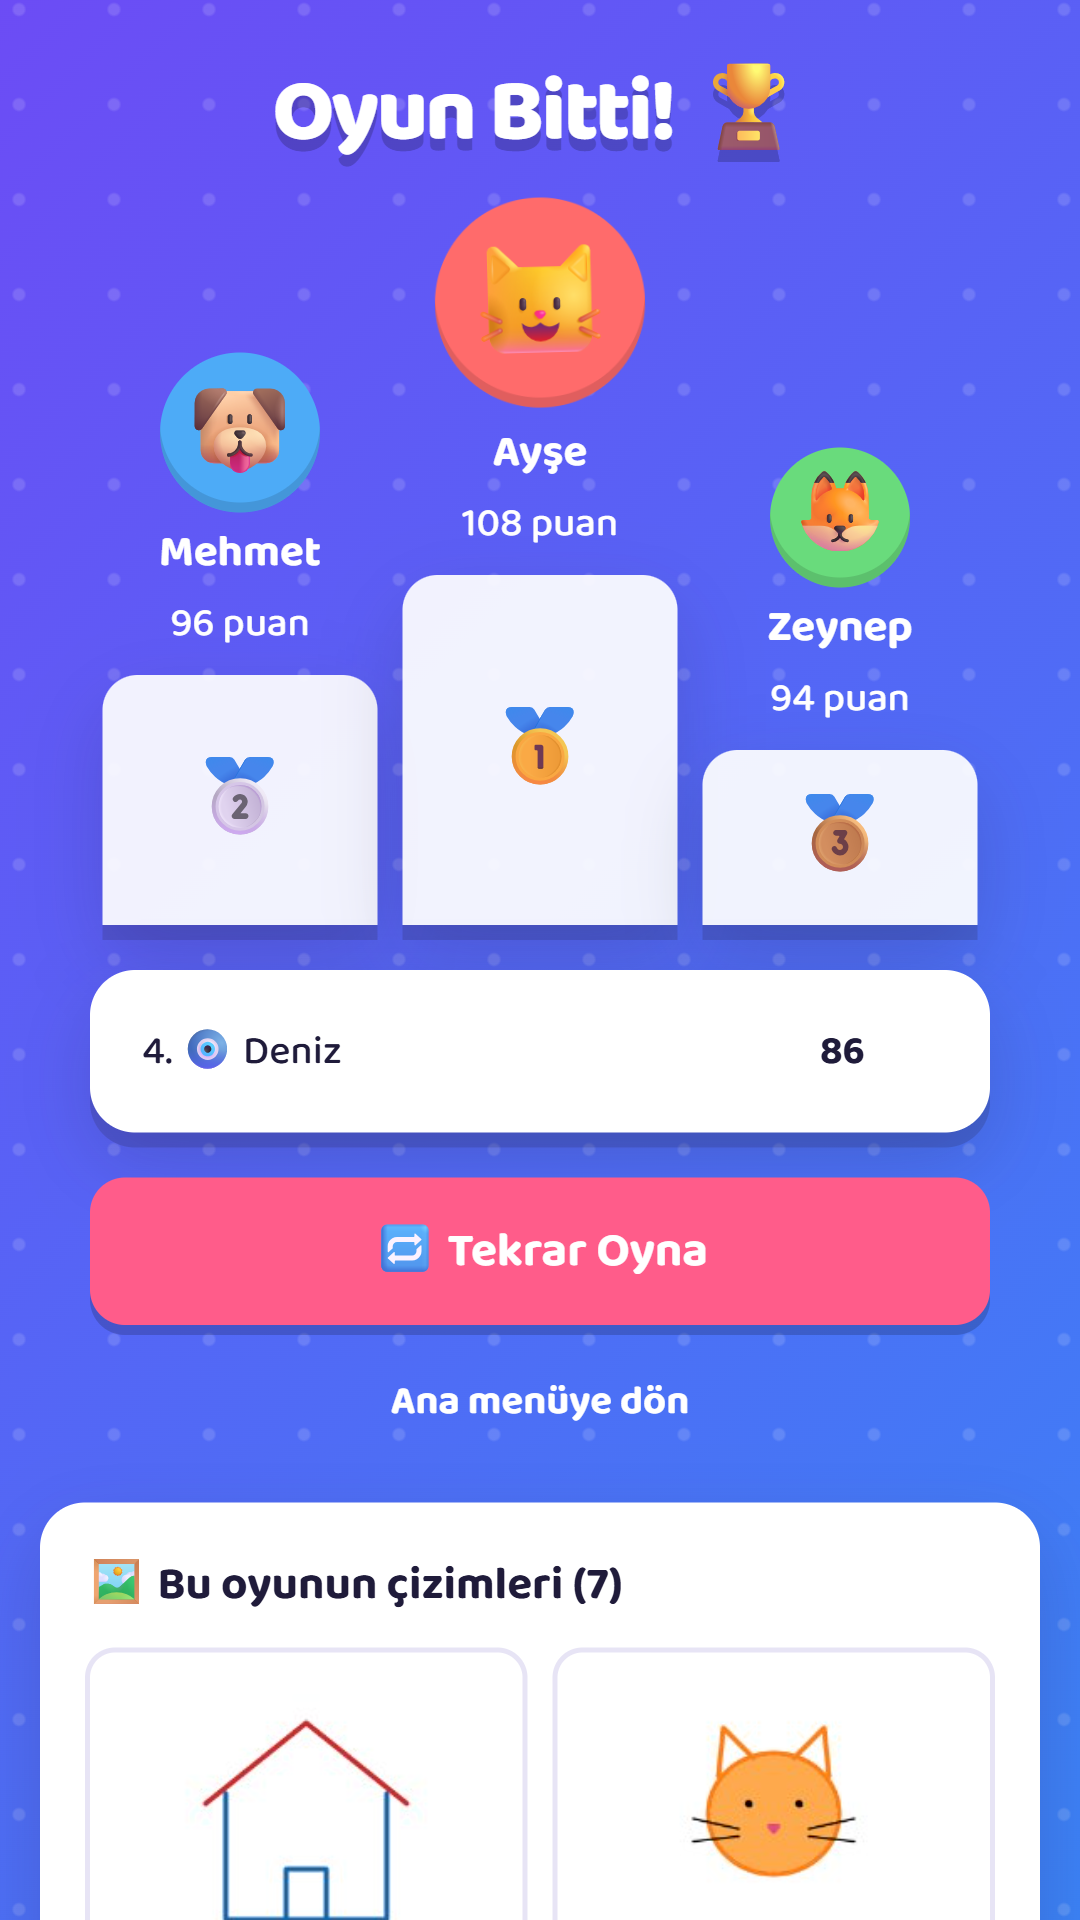 Oyun Bitti!
Ayşe
108 puan
Mehmet
96 puan
Zeynep
94 puan
1
2
3
4. Deniz 86
Tekrar Oyna
Ana menüye dön
Bu oyunun çizimleri (7)